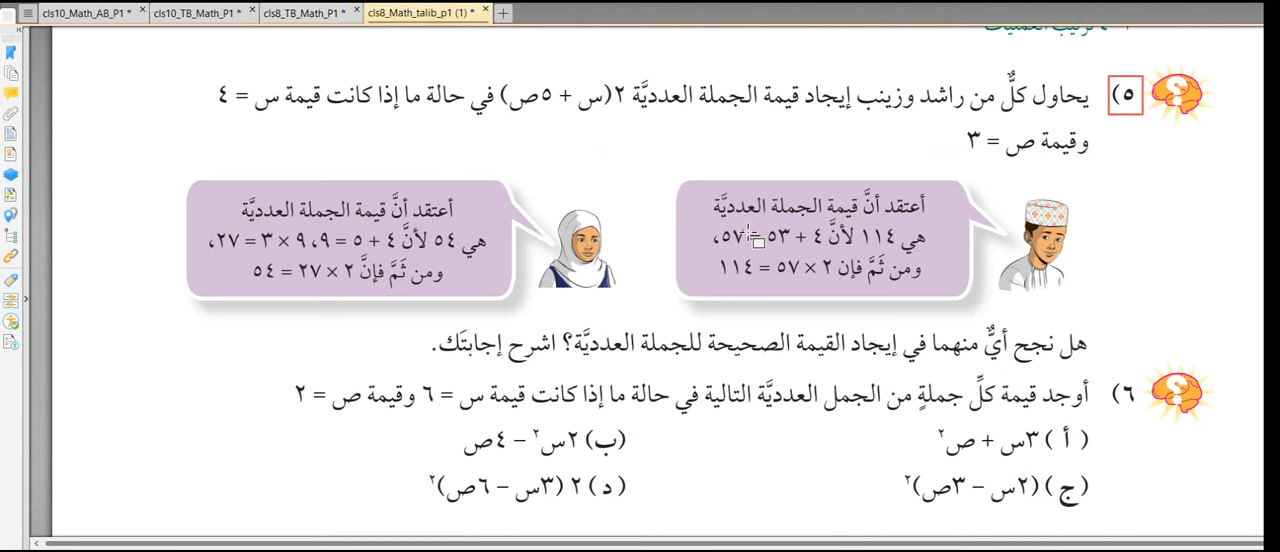 cls10_Math_AB_P1 *
cls10_TB_Math_P1 *
cls8_TB_Math_P1 *
cls8_Math_talib_p1 (1) *
ترتيب العمليات
٥) يحاول كلٌّ من راشد وزينب إيجاد قيمة الجملة العدديَّة ٢(س + ٥ص) في حالة ما إذا كانت قيمة س = ٤
وقيمة ص = ٣
أعتقد أنَّ قيمة الجملة العدديَّة
هي ١١٤ لأنَّ ٤ + ٥٣ = ٥٧،
ومن ثَمَّ فإن ٢ × ٥٧ = ١١٤
أعتقد أنَّ قيمة الجملة العدديَّة
هي ٥٤ لأنَّ ٤ + ٥ = ٩، ٩ × ٣ = ٢٧،
ومن ثَمَّ فإنَّ ٢ × ٢٧ = ٥٤
هل نجح أيٌّ منهما في إيجاد القيمة الصحيحة للجملة العدديَّة؟ اشرح إجابتَك.
٦) أوجد قيمة كلِّ جملةٍ من الجمل العدديَّة التالية في حالة ما إذا كانت قيمة س = ٦ وقيمة ص = ٢
( أ ) ٣س + ص٢
(ب) ٢س٢ – ٤ص
(ج) (٢س – ٣ص)٢
(د) ٢ (٣س – ٦ص)٢